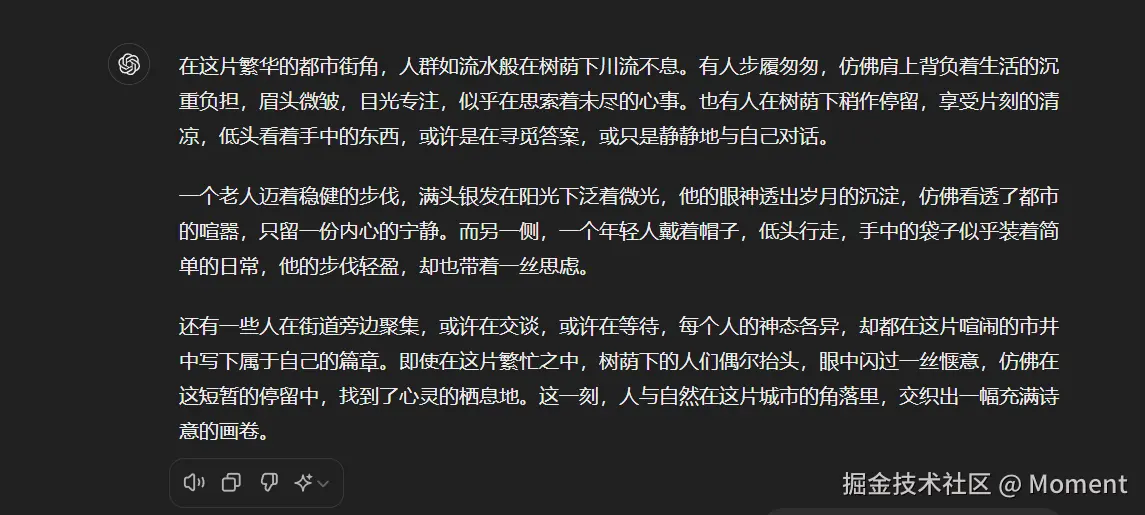 在这片繁华的都市街角，人群如流水般在树荫下川流不息。有人步履匆匆，仿佛肩上背负着生活的沉
重负担，眉头微皱，目光专注，似乎在思索着未尽的心事。也有人在树荫下稍作停留，享受片刻的清
凉，低头看着手中的东西，或许是在寻觅答案，或只是静静地与自己对话。
一个老人迈着稳健的步伐，满头银发在阳光下泛着微光，他的眼神透出岁月的沉淀，仿佛看透了都市
的喧嚣，只留一份内心的宁静。而另一侧，一个年轻人戴着帽子，低头行走，手中的袋子似乎装着简
单的日常，他的步伐轻盈，却也带着一丝思虑。
还有一些人在街道旁边聚集，或许在交谈，或许在等待，每个人的神态各异，却都在这片喧闹的市井
中写下属于自己的篇章。即使在这片繁忙之中，树荫下的人们偶尔抬头，眼中闪过一丝惬意，仿佛在
这短暂的停留中，找到了心灵的栖息地。这一刻，人与自然在这片城市的角落里，交织出一幅充满诗
意的画卷。
掘金技术社区 @ Moment